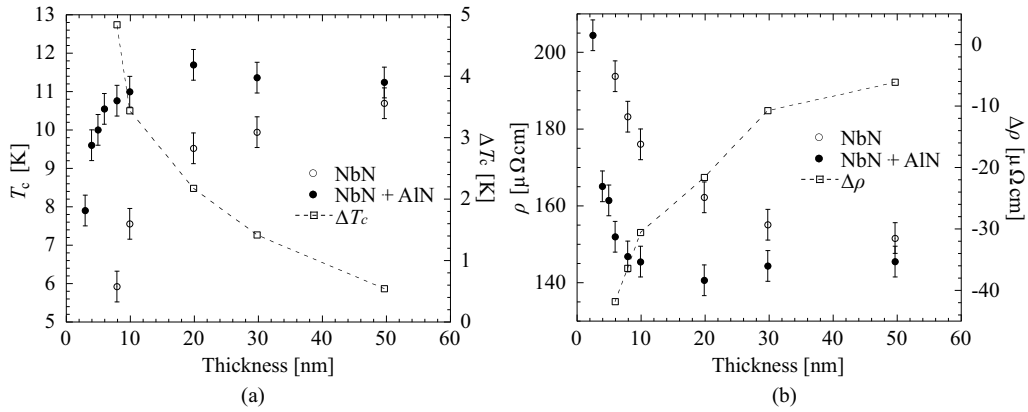 13
12
11
10
9
8
7
6
5
T_c [K]
0
10
20
30
40
50
60
Thickness [nm]
5
4
3
2
1
0
ΔT_c [K]
NbN
NbN + AlN
ΔTc
(a)
200
180
160
140
ρ [μΩcm]
0
10
20
30
40
50
60
Thickness [nm]
0
-10
-20
-30
-40
Δρ [μΩcm]
NbN
NbN + AlN
Δρ
(b)